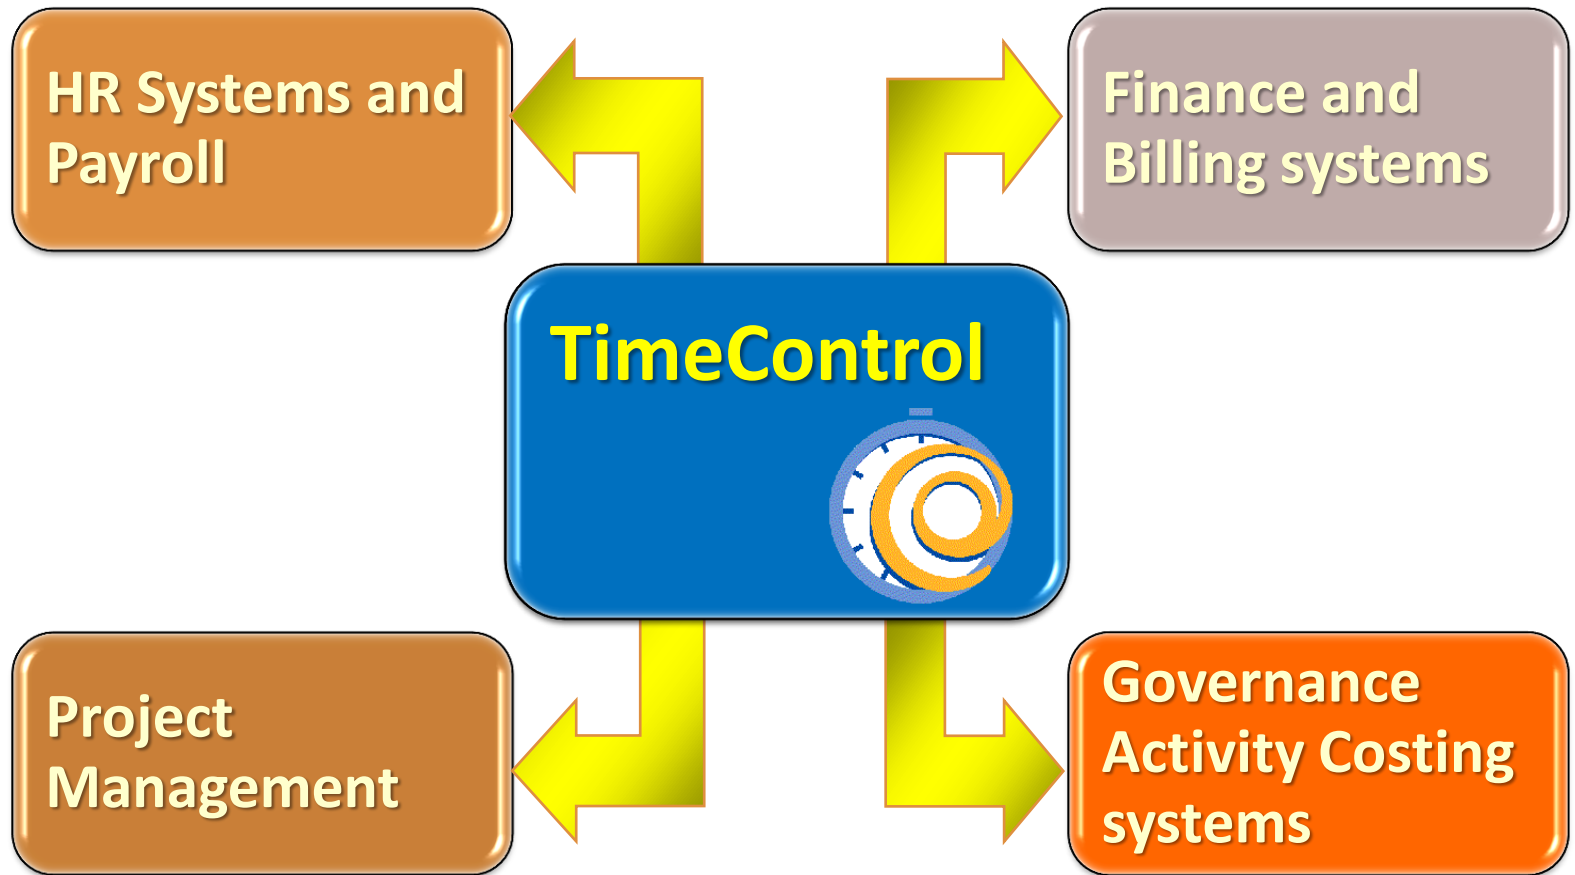 HR Systems and
Payroll
Finance and
Billing systems
TimeControl
Project
Management
Governance
Activity Costing
systems